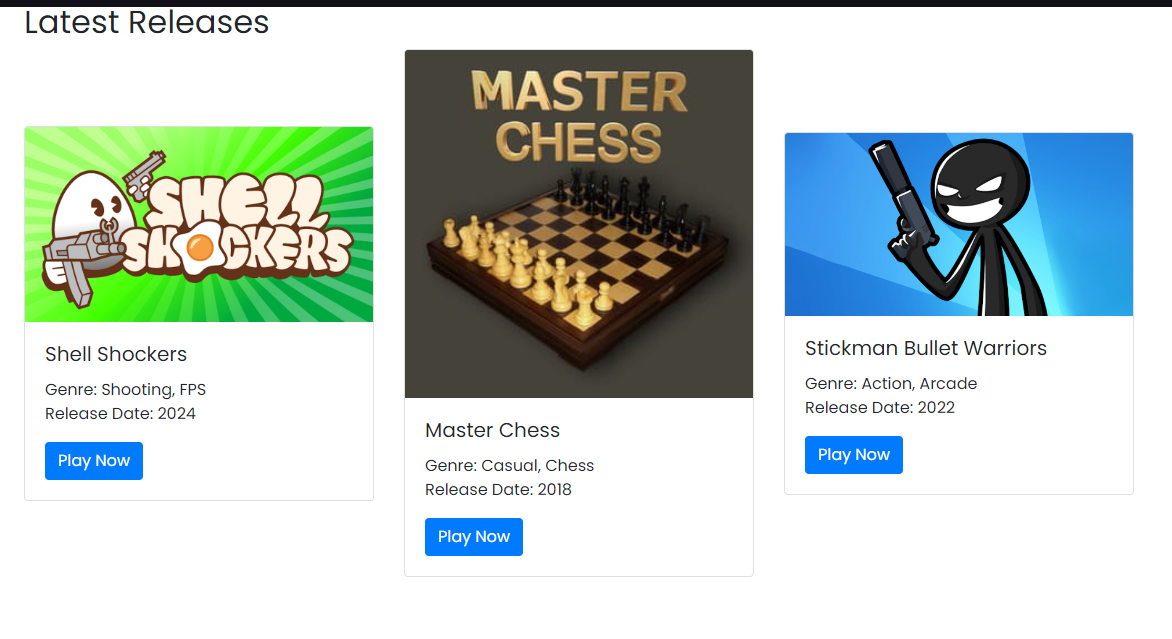 Latest Releases
SHELL
SHOCKERS
Shell Shockers
Genre: Shooting, FPS
Release Date: 2024
Play Now
MASTER
CHESS
Master Chess
Genre: Casual, Chess
Release Date: 2018
Play Now
Stickman Bullet Warriors
Genre: Action, Arcade
Release Date: 2022
Play Now